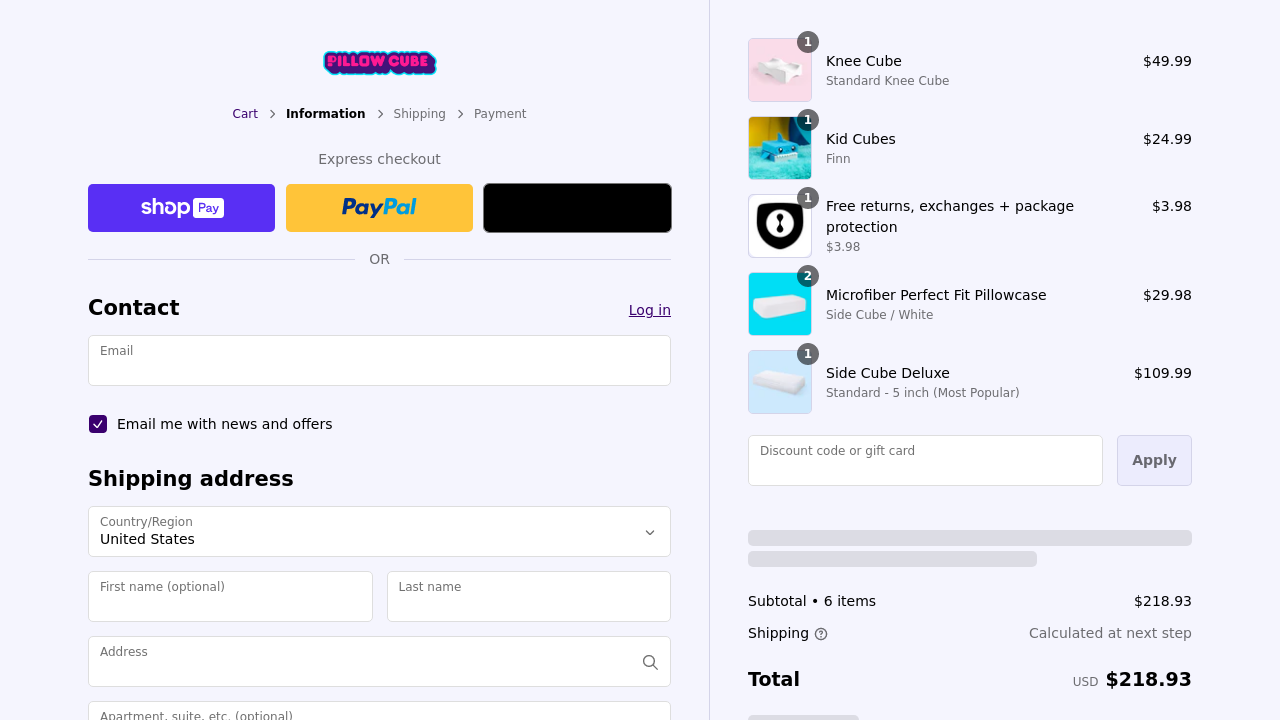 PILLOW CUBE
Cart
Information
Shipping
Payment
Express checkout
shop Pay
PayPal
OR
Contact
Log in
Email
Email me with news and offers
Shipping address
Country/Region
United States
First name (optional)
Last name
Address
Apartment, suite, etc. (optional)
1
Knee Cube
$49.99
Standard Knee Cube
1
Kid Cubes
$24.99
Finn
1
Free returns, exchanges + package
$3.98
protection
$3.98
2
Microfiber Perfect Fit Pillowcase
$29.98
Side Cube / White
1
Side Cube Deluxe
$109.99
Standard - 5 inch (Most Popular)
Discount code or gift card
Apply
Subtotal • 6 items
$218.93
Shipping
Calculated at next step
Total
USD $218.93